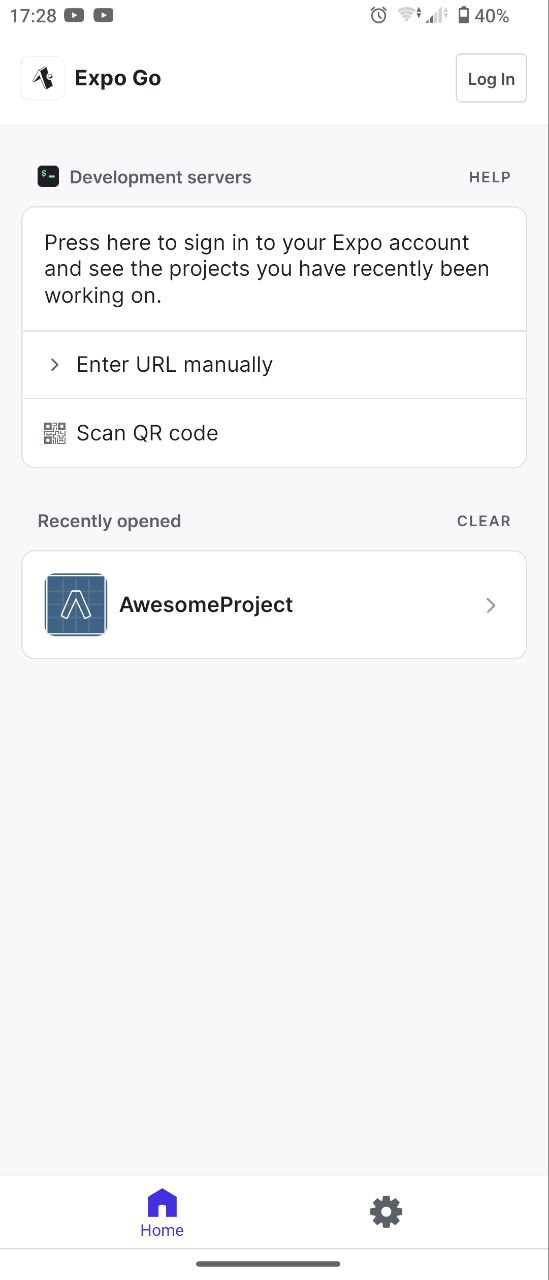 17:28
40%
Expo Go
Log In
Development servers
HELP
Press here to sign in to your Expo account
and see the projects you have recently been
working on.
Enter URL manually
Scan QR code
Recently opened
CLEAR
AwesomeProject
Home